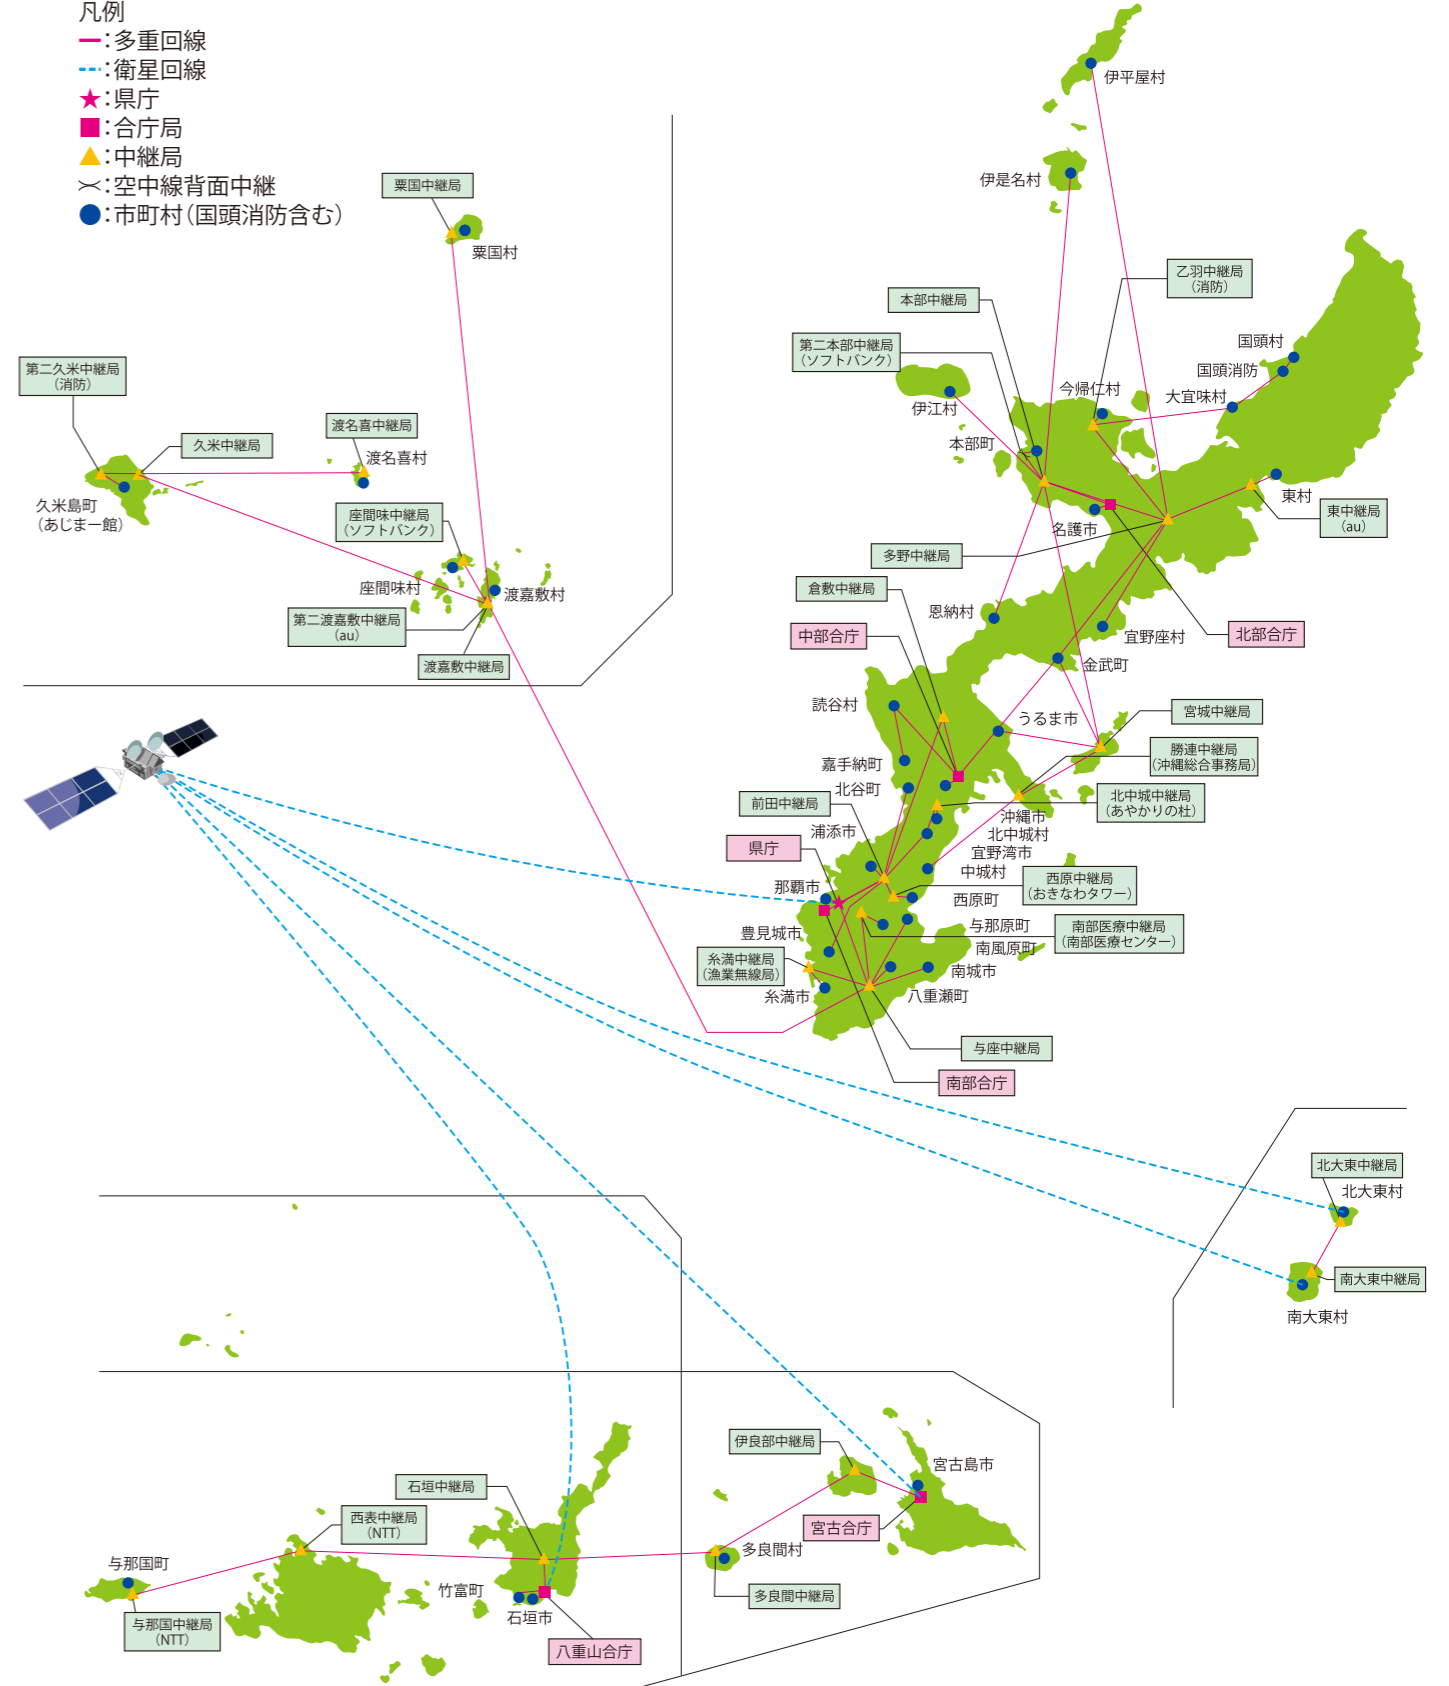 凡例
:多重回線
:衛星回線
:県庁
:合庁局
:中継局
:空中線背面中継
:市町村（国頭消防含む）
伊平屋村
伊是名村
粟国中継局
粟国村
乙羽中継局
（消防）
本部中継局
第二本部中継局
（ソフトバンク）
国頭村
国頭消防
大宜味村
今帰仁村
伊江村
本部町
第二久米中継局
（消防）
久米中継局
渡名喜中継局
渡名喜村
久米島町
（あじまー館）
座間味中継局
（ソフトバンク）
座間味村
渡嘉敷村
第二渡嘉敷中継局
（au）
渡嘉敷中継局
東村
東中継局
（au）
名護市
多野中継局
倉敷中継局
恩納村
中部合庁
宜野座村
北部合庁
金武町
読谷村
うるま市
宮城中継局
勝連中継局
（沖縄総合事務局）
嘉手納町
北谷町
前田中継局
北中城中継局
（あやかりの杜）
沖縄市
北中城村
浦添市
県庁
宜野湾市
中城村
西原中継局
（おきなわタワー）
那覇市
西原町
与那原町
南部医療中継局
（南部医療センター）
豊見城市
南風原町
糸満中継局
（漁業無線局）
南城市
糸満市
八重瀬町
与座中継局
南部合庁
北大東中継局
北大東村
南大東中継局
南大東村
伊良部中継局
宮古島市
石垣中継局
西表中継局
（NTT）
宮古合庁
多良間村
与那国町
竹富町
多良間中継局
石垣市
与那国中継局
（NTT）
八重山合庁